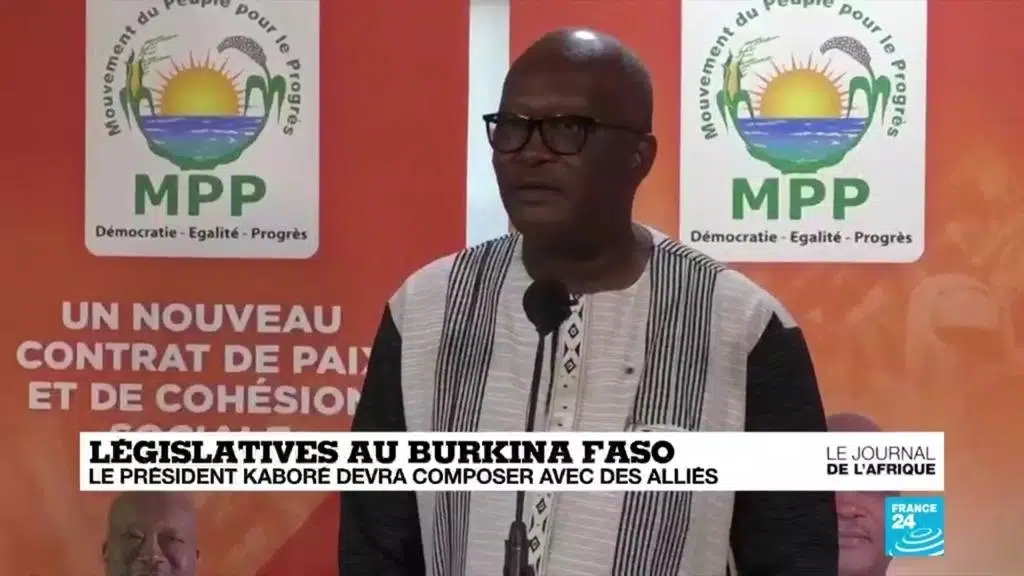 Mouvement du Peuple pour le Progrès
MPP
Démocratie - Egalité - Progrès
Mouvement du Peuple pour le Progrès
MPP
Démocratie - Egalité - Progrès
UN NOUVEAU
CONTRAT DE PAIX
ET DE COHÉSION
SOCIALE
LÉGISLATIVES AU BURKINA FASO
LE PRÉSIDENT KABORÉ DEVRA COMPOSER AVEC DES ALLIÉS
LE JOURNAL
DE L'AFRIQUE
FRANCE
24